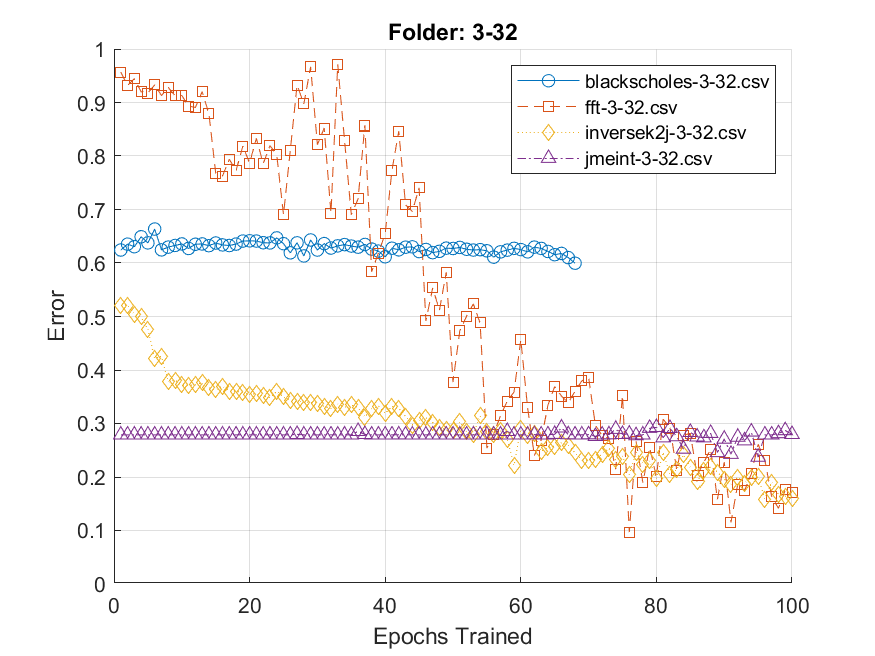 Folder: 3-32
blackscholes-3-32.csv
fft-3-32.csv
inversek2j-3-32.csv
jmeint-3-32.csv
Error
1
0.9
0.8
0.7
0.6
0.5
0.4
0.3
0.2
0.1
0
0 20 40 60 80 100
Epochs Trained